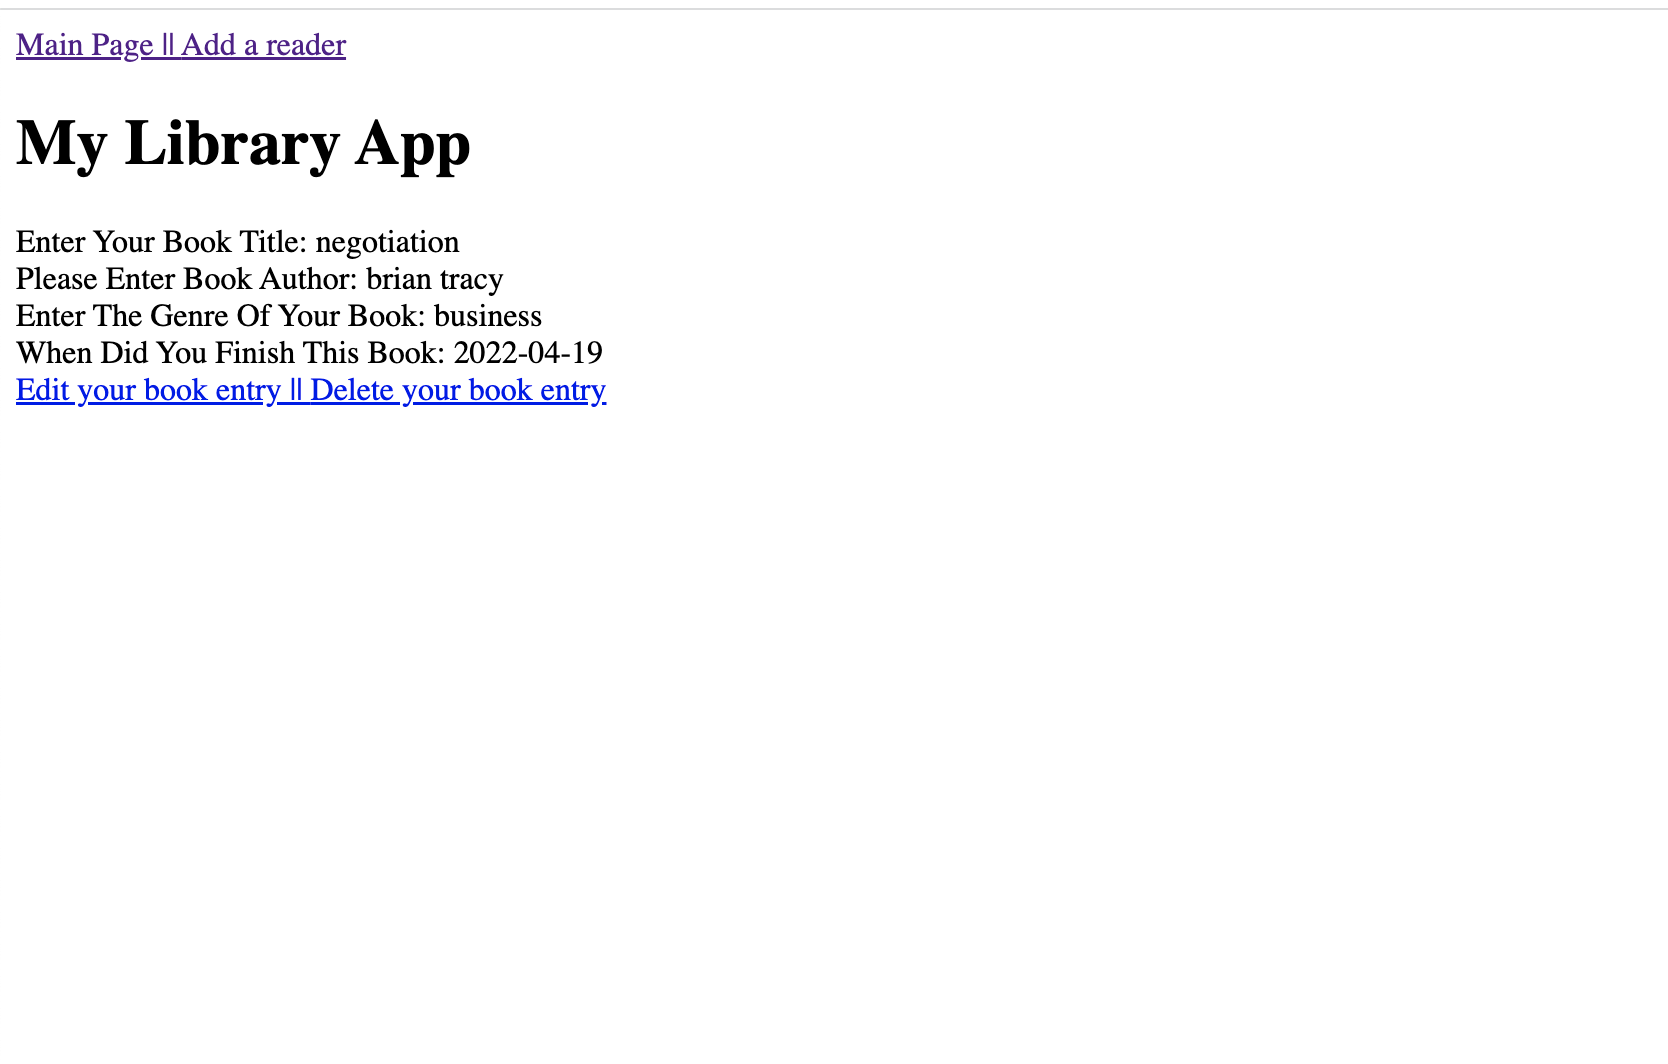 Main Page || Add a reader
My Library App
Enter Your Book Title: negotiation
Please Enter Book Author: brian tracy
Enter The Genre Of Your Book: business
When Did You Finish This Book: 2022-04-19
Edit your book entry || Delete your book entry